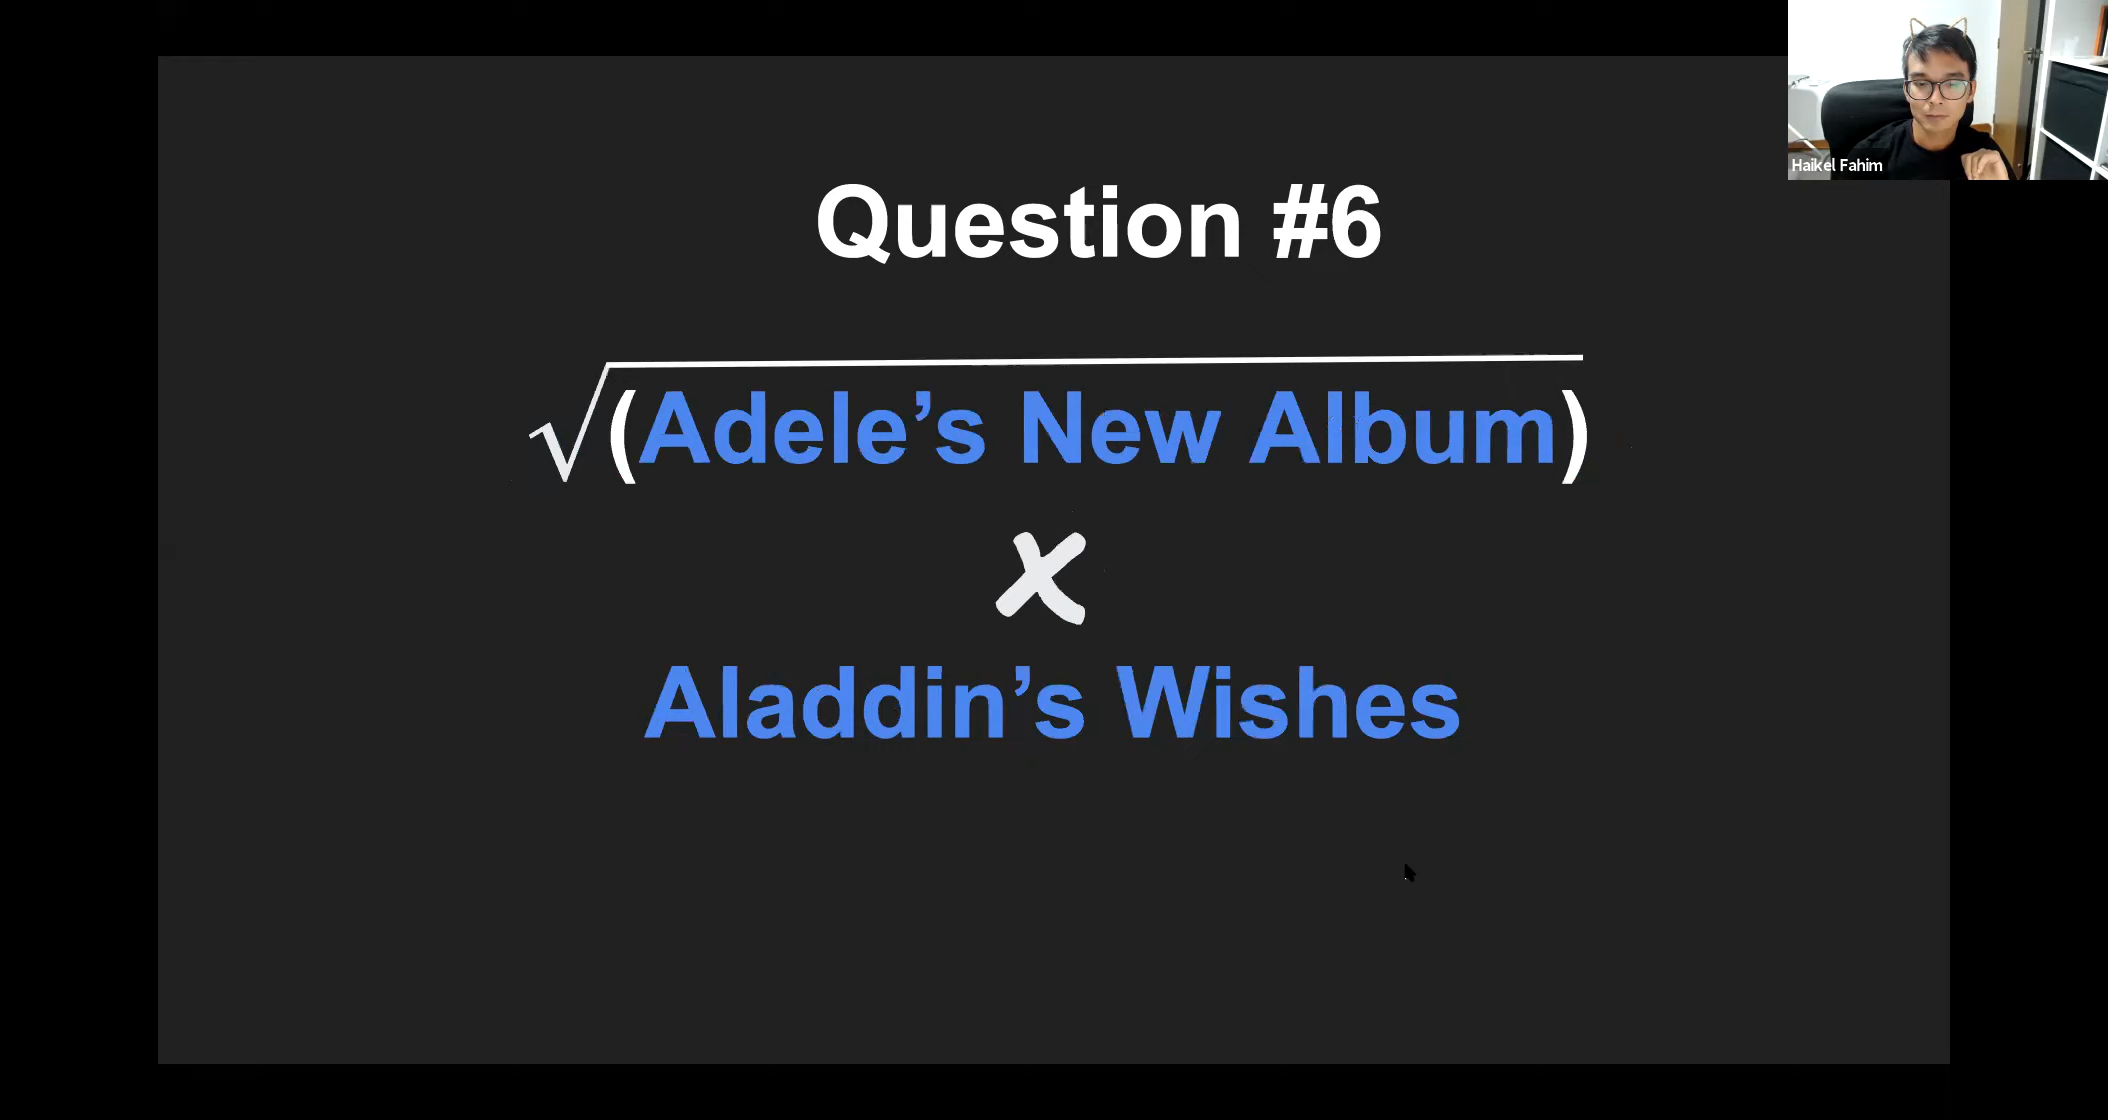 Haikel Fahim
Question #6
√(Adele’s New Album)
×
Aladdin’s Wishes